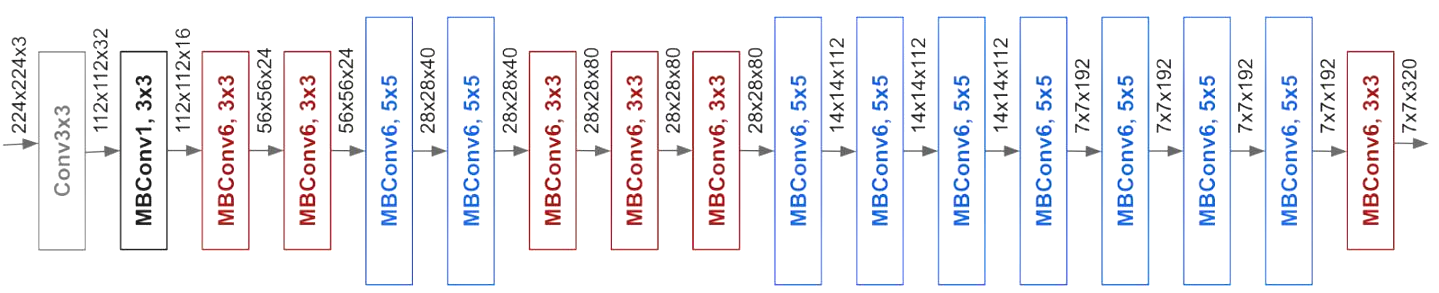 224x224x3
Conv3x3
112x112x32
MBConv1, 3x3
112x112x16
MBConv6, 3x3
56x56x24
MBConv6, 3x3
56x56x24
MBConv6, 5x5
28x28x40
MBConv6, 5x5
28x28x40
MBConv6, 3x3
28x28x80
MBConv6, 3x3
28x28x80
MBConv6, 3x3
28x28x80
MBConv6, 5x5
14x14x112
MBConv6, 5x5
14x14x112
MBConv6, 5x5
14x14x112
MBConv6, 5x5
7x7x192
MBConv6, 5x5
7x7x192
MBConv6, 5x5
7x7x192
MBConv6, 5x5
7x7x192
MBConv6, 3x3
7x7x320